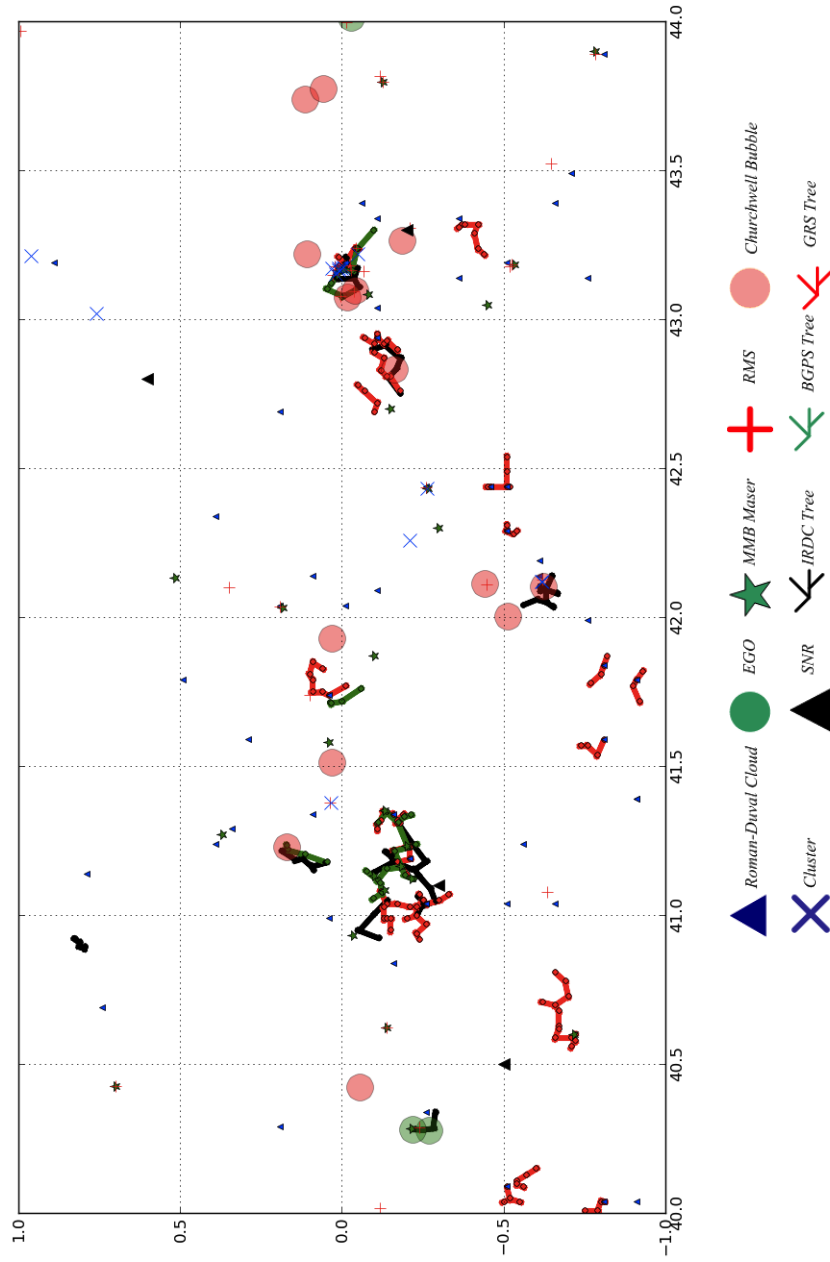 1.0
0.5
0.0
−0.5
−1.0
40.0
40.5
41.0
41.5
42.0
42.5
43.0
43.5
44.0
Roman-Duval Cloud
EGO
MMB Maser
RMS
Churchwell Bubble
Cluster
SNR
IRDC Tree
BGPS Tree
GRS Tree